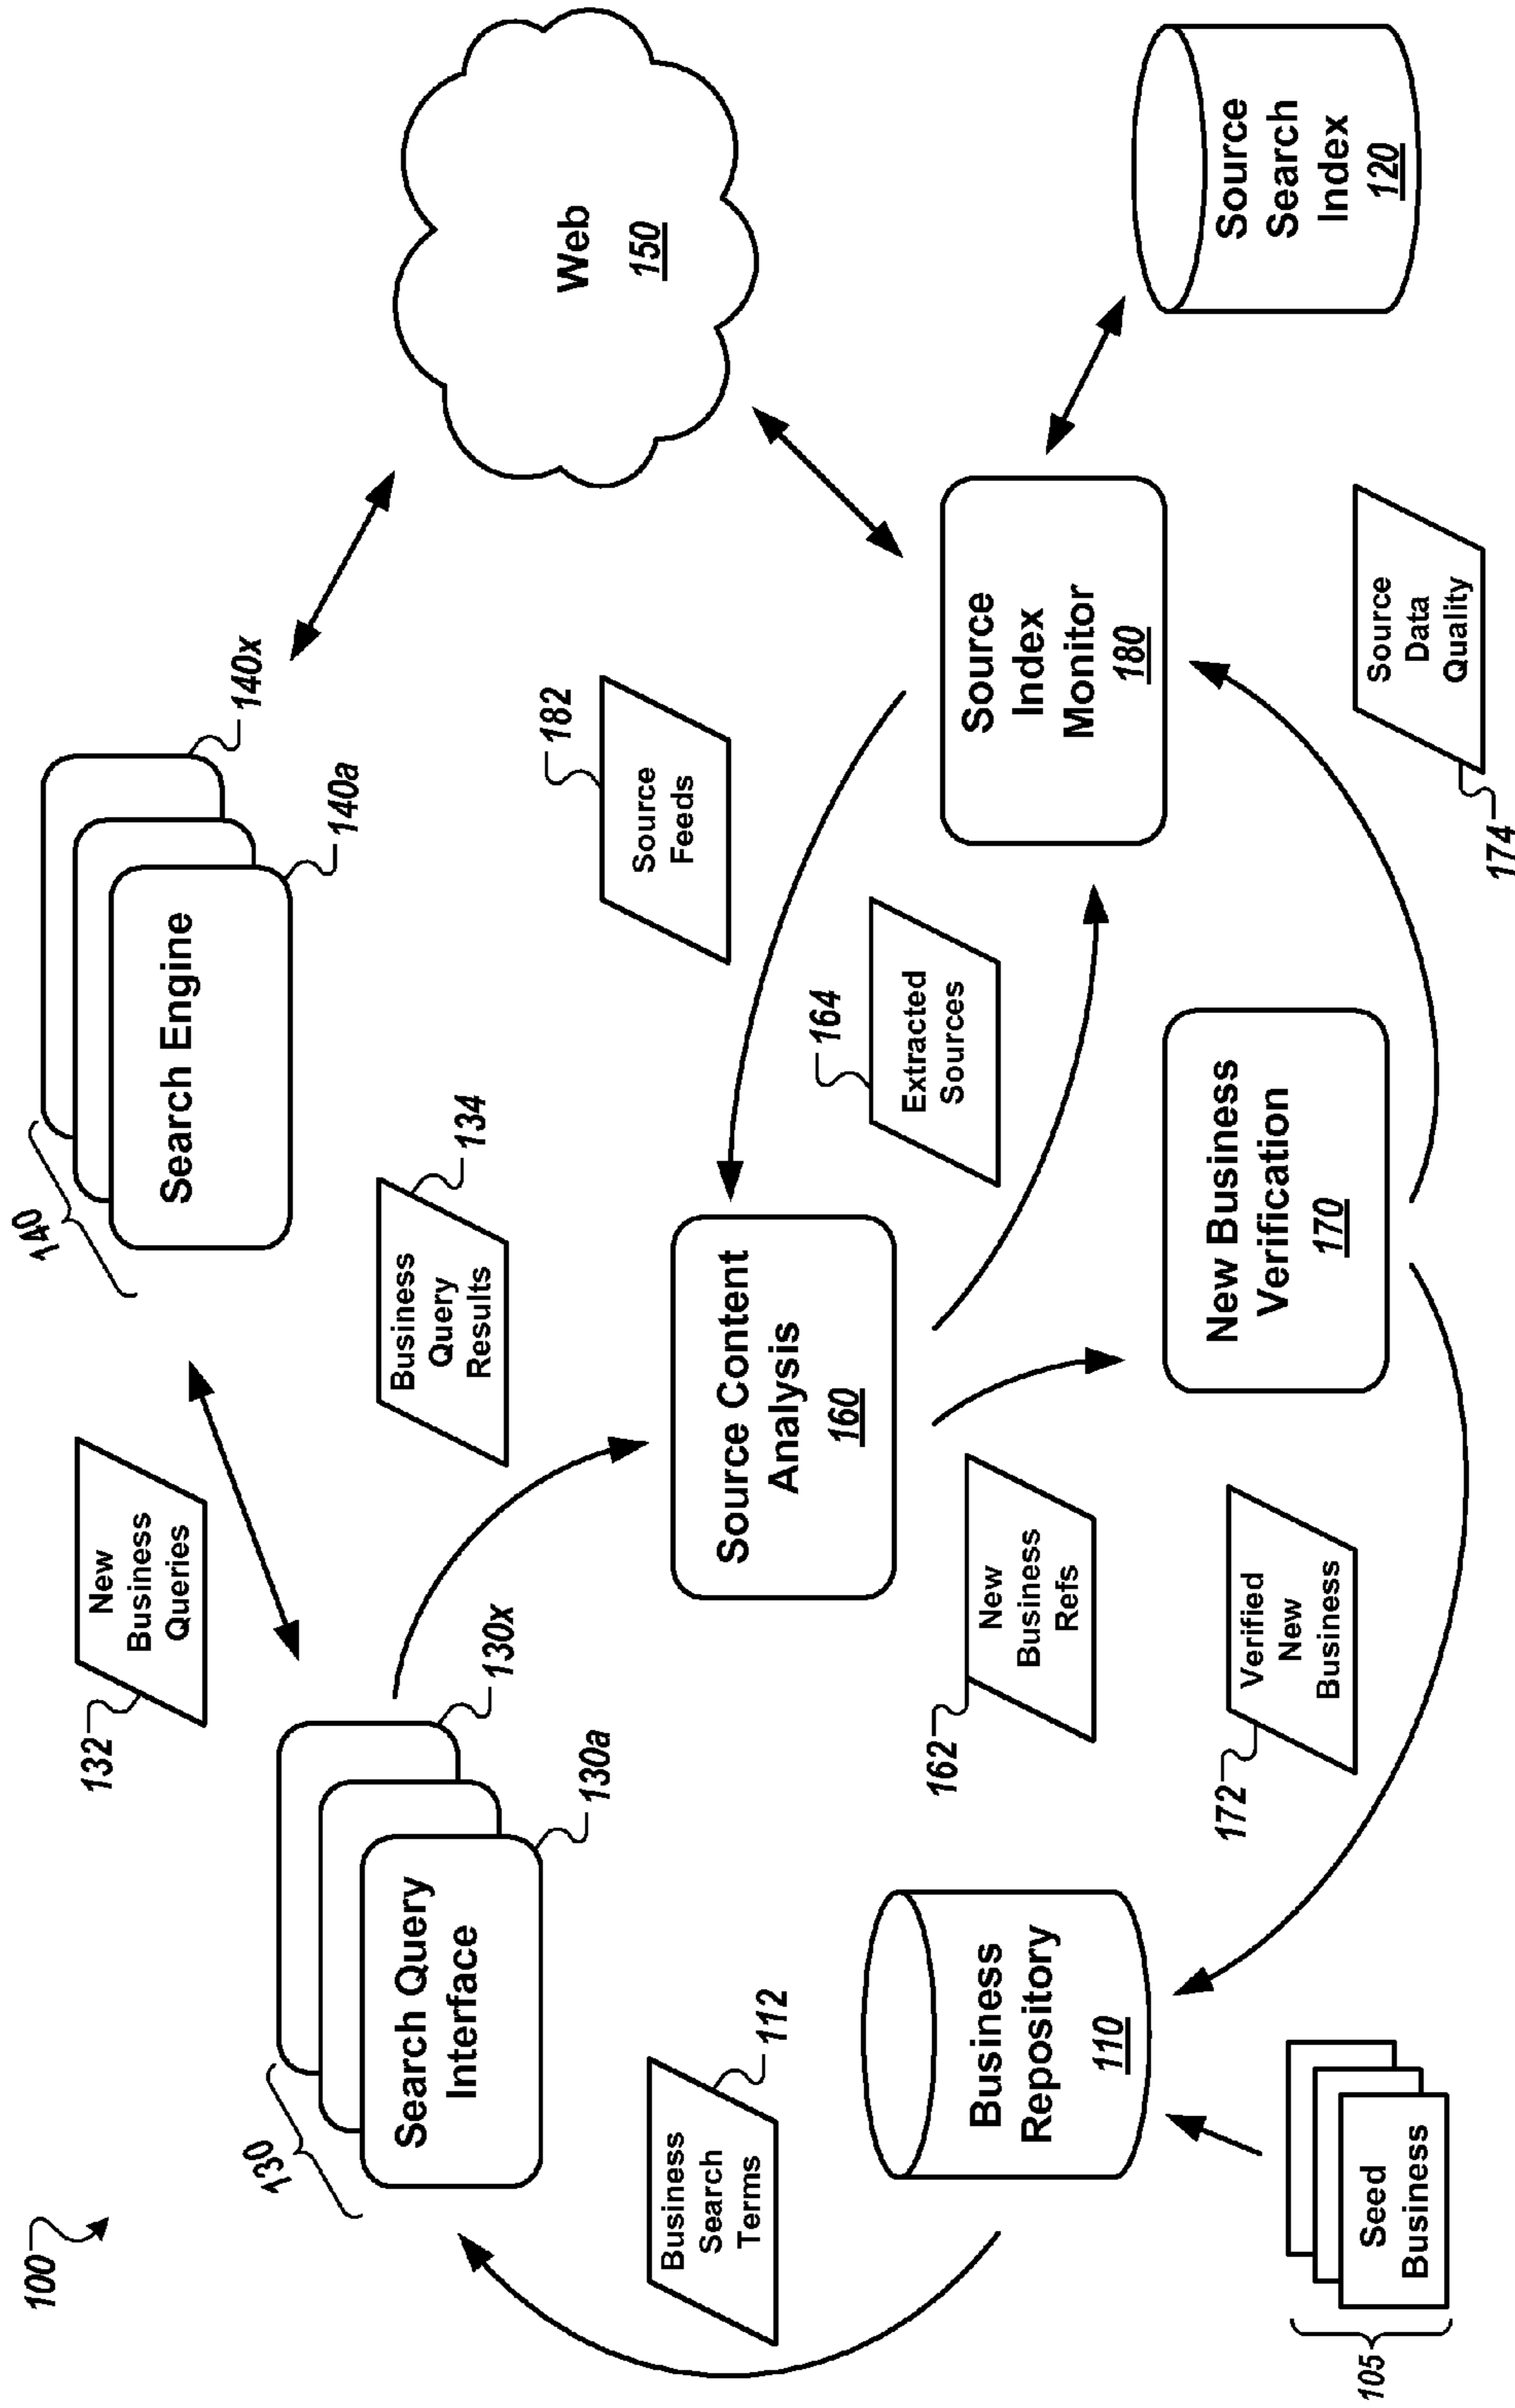 100
140
Search Engine
140a
140x
132
New
Business
Queries
130
Search Query
Interface
130a
130x
Business
Query
Results
134
Web
150
Business
Search
Terms
112
Source
Feeds
182
Source Content
Analysis
160
Extracted
Sources
164
Business
Repository
110
162
New
Business
Refs
Source
Index
Monitor
180
Source
Search
Index
120
New Business
Verification
170
172
Verified
New
Business
Source
Data
Quality
174
105
Seed
Business